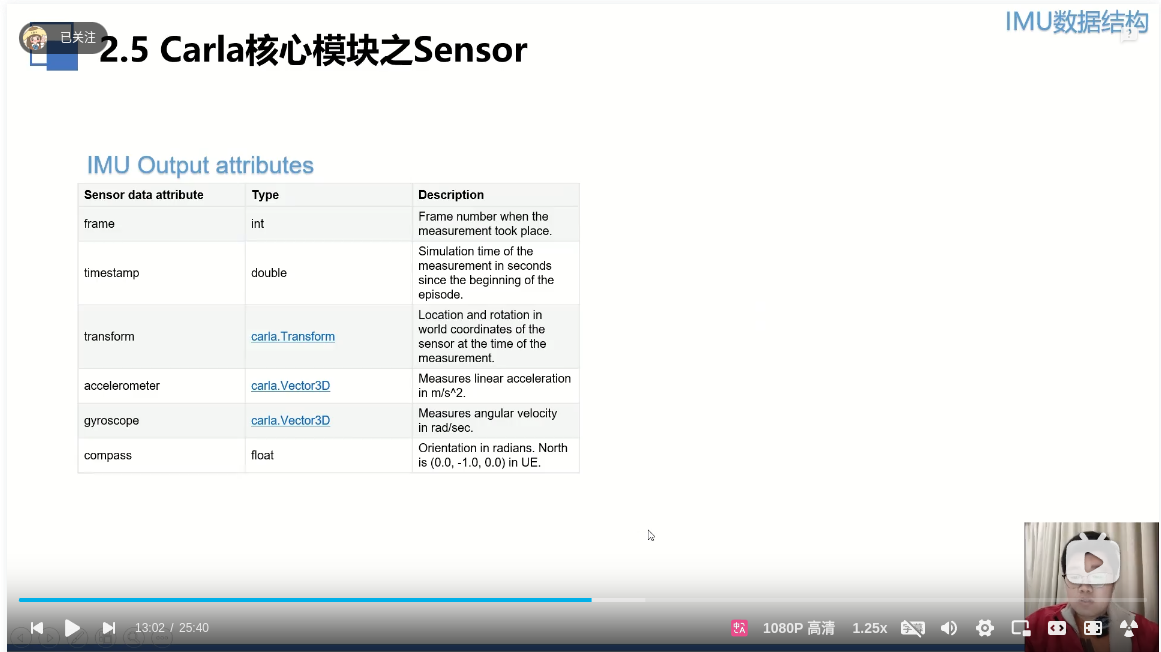 IMU数据结构
已关注
2.5 Carla核心模块之Sensor
IMU Output attributes
Sensor data attribute Type Description
frame int Frame number when the
measurement took place.
timestamp double Simulation time of the
measurement in seconds
since the beginning of the
episode.
transform carla.Transform Location and rotation in
world coordinates of the
sensor at the time of the
measurement.
accelerometer carla.Vector3D Measures linear acceleration
in m/s^2.
gyroscope carla.Vector3D Measures angular velocity
in rad/sec.
compass float Orientation in radians. North
is (0.0, -1.0, 0.0) in UE.
13:02 / 25:40 1080P 高清 1.25x